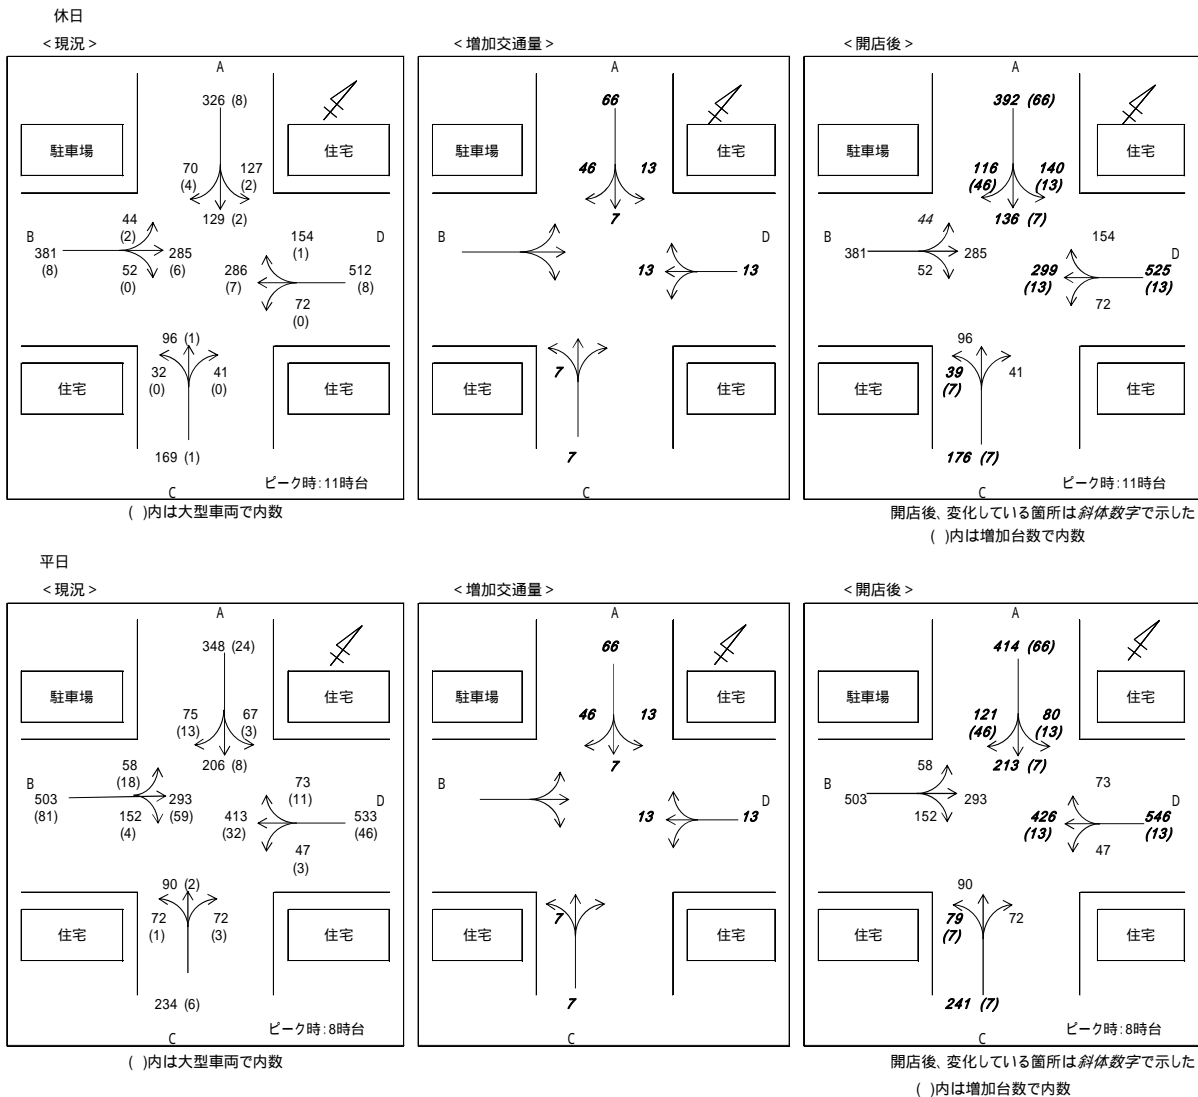 休日
<現況>
A
326 (8)
駐車場
住宅
70
(4)
127
(2)
129 (2)
44
(2)
B
381
(8)
285
(6)
52
(0)
154
(1)
D
286
(7)
512
(8)
72
(0)
96 (1)
32
(0)
41
(0)
住宅
住宅
169 (1)
C
ピーク時:11時台
( )内は大型車両で内数
<増加交通量>
A
66
駐車場
住宅
46
13
7
B
D
13
13
7
住宅
住宅
7
C
<開店後>
A
392 (66)
駐車場
住宅
116
(46)
140
(13)
136 (7)
44
B
381
285
52
154
D
299
(13)
525
(13)
72
96
39
(7)
41
住宅
住宅
176 (7)
C
ピーク時:11時台
開店後、変化している箇所は斜体数字で示した
( )内は増加台数で内数
平日
<現況>
A
348 (24)
駐車場
住宅
75
(13)
67
(3)
206 (8)
58
(18)
B
503
(81)
293
(59)
152
(4)
73
(11)
D
413
(32)
533
(46)
47
(3)
90 (2)
72
(1)
72
(3)
住宅
住宅
234 (6)
C
ピーク時:8時台
( )内は大型車両で内数
<増加交通量>
A
66
駐車場
住宅
46
13
7
B
D
13
13
7
住宅
住宅
7
C
<開店後>
A
414 (66)
駐車場
住宅
121
(46)
80
(13)
213 (7)
58
B
503
293
152
73
D
426
(13)
546
(13)
47
90
79
(7)
72
住宅
住宅
241 (7)
C
ピーク時:8時台
開店後、変化している箇所は斜体数字で示した
( )内は増加台数で内数